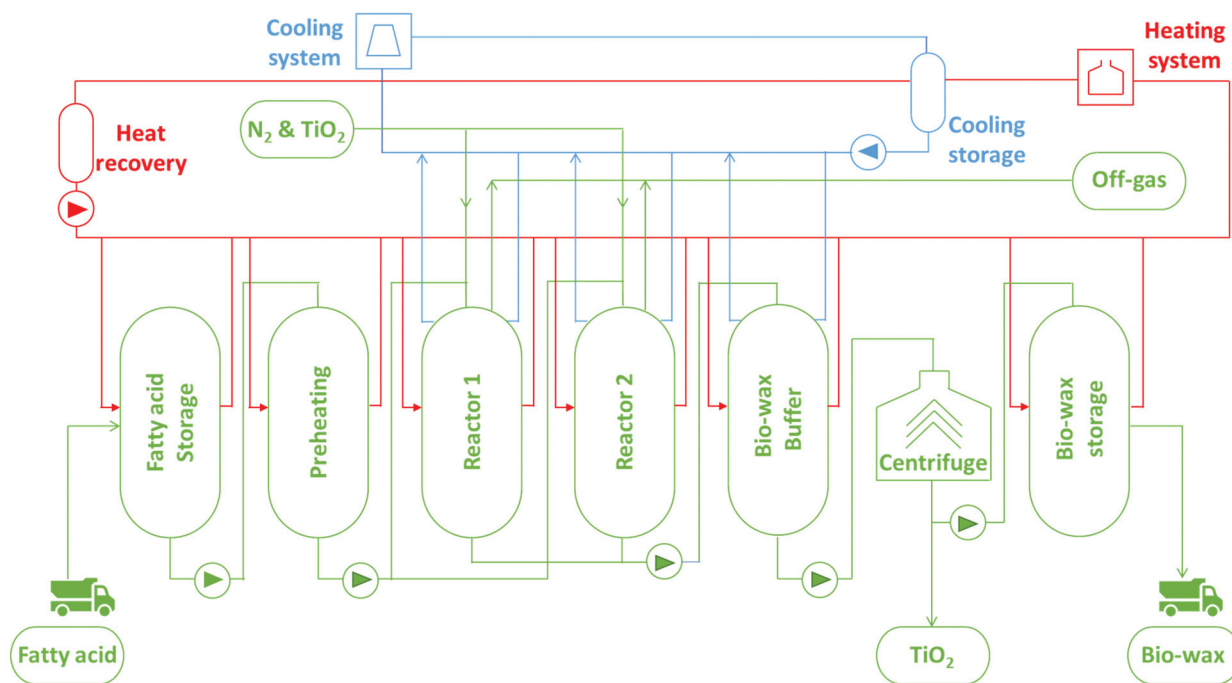 Cooling
system
Heating
system
N₂ & TiO₂
Heat
recovery
Cooling
storage
Off-gas
Fatty acid
Storage
Preheating
Reactor 1
Reactor 2
Bio-wax
Buffer
Centrifuge
Bio-wax
storage
Fatty acid
TiO₂
Bio-wax